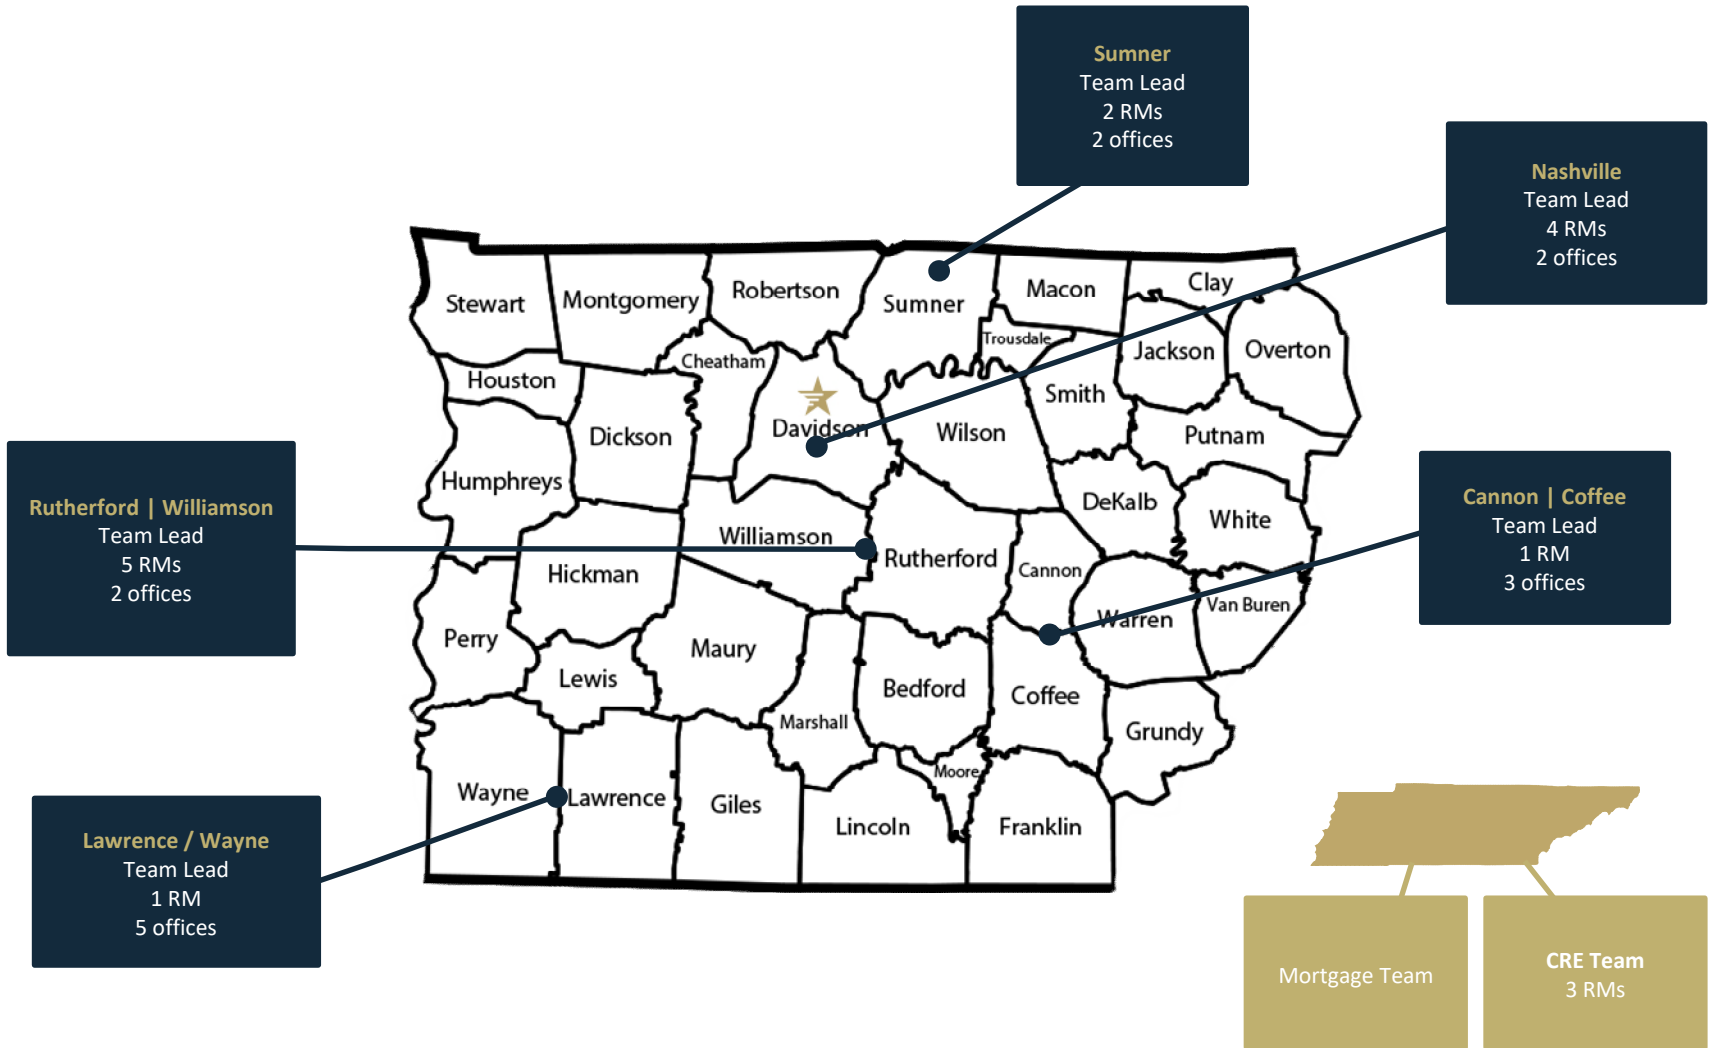 Sumner
Team Lead
2 RMs
2 offices
Nashville
Team Lead
4 RMs
2 offices
Rutherford | Williamson
Team Lead
5 RMs
2 offices
Cannon | Coffee
Team Lead
1 RM
3 offices
Lawrence / Wayne
Team Lead
1 RM
5 offices
Stewart
Montgomery
Robertson
Sumner
Macon
Clay
Trousdale
Jackson
Overton
Cheatham
Houston
Smith
Dickson
Davidson
Wilson
Putnam
Humphreys
DeKalb
White
Williamson
Rutherford
Cannon
Hickman
Warren
Van Buren
Perry
Maury
Lewis
Bedford
Coffee
Marshall
Grundy
Moore
Wayne
Lawrence
Giles
Lincoln
Franklin
Mortgage Team
CRE Team
3 RMs